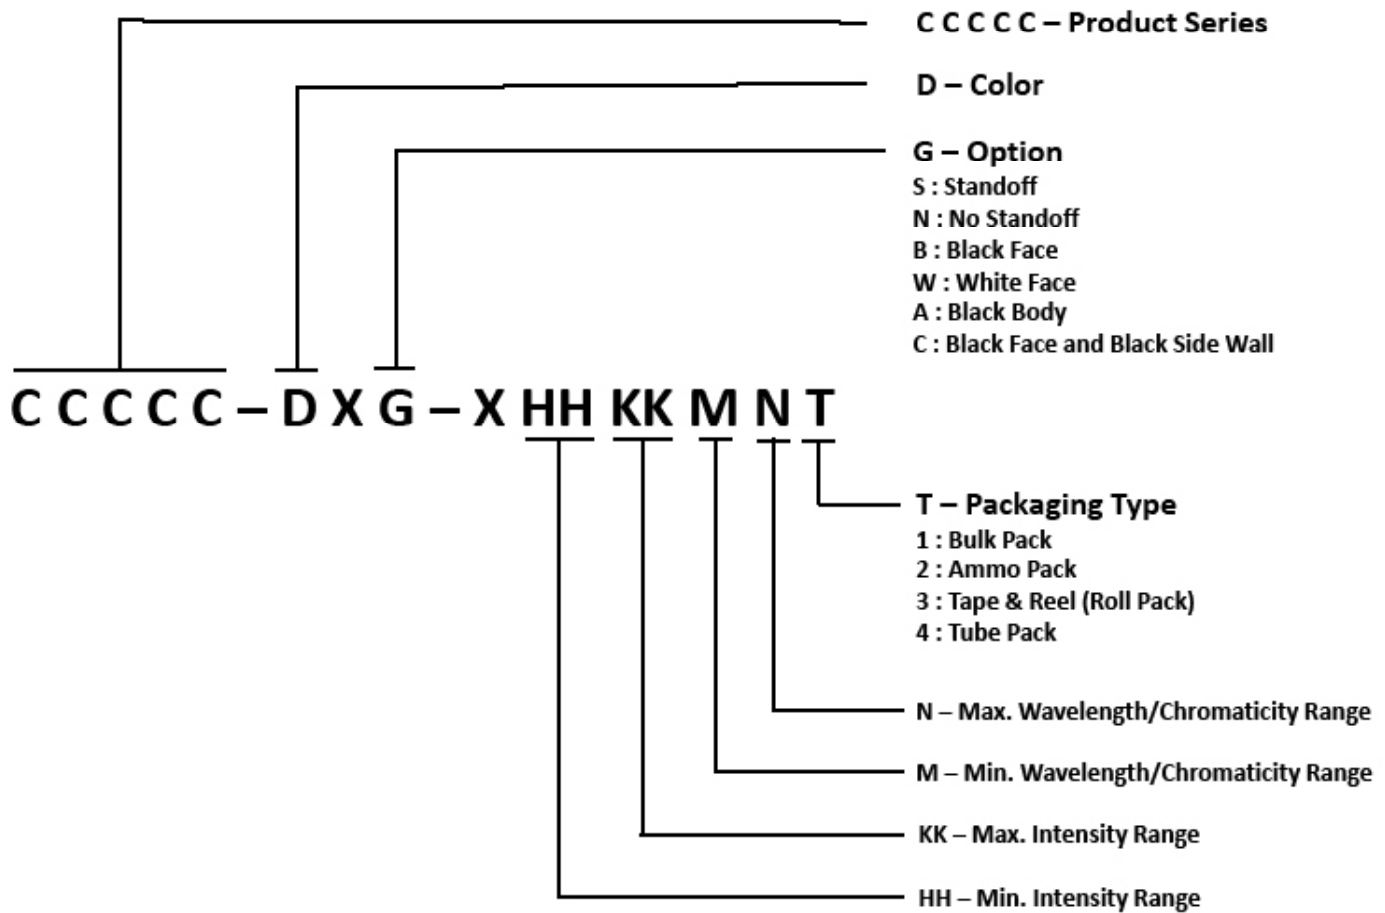 C C C C C – Product Series
D – Color
G – Option
S : Standoff
N : No Standoff
B : Black Face
W : White Face
A : Black Body
C : Black Face and Black Side Wall
C C C C C – D X G – X HH KK M N T
T – Packaging Type
1 : Bulk Pack
2 : Ammo Pack
3 : Tape & Reel (Roll Pack)
4 : Tube Pack
N – Max. Wavelength/Chromaticity Range
M – Min. Wavelength/Chromaticity Range
KK – Max. Intensity Range
HH – Min. Intensity Range